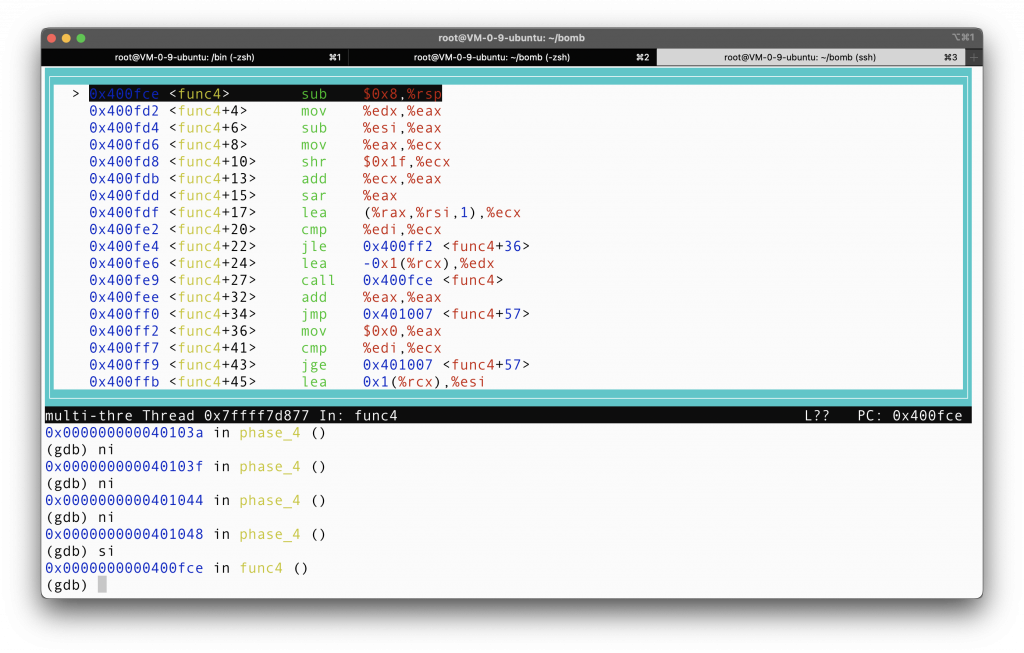 root@VM-0-9-ubuntu: ~/bomb ⌥⌘1
root@VM-0-9-ubuntu: /bin (-zsh) ⌘1 root@VM-0-9-ubuntu: ~/bomb (-zsh) ⌘2 root@VM-0-9-ubuntu: ~/bomb (ssh) ⌘3 +
> 0x400fce <func4> sub $0x8,%rsp
0x400fd2 <func4+4> mov %edx,%eax
0x400fd4 <func4+6> sub %esi,%eax
0x400fd6 <func4+8> mov %eax,%ecx
0x400fd8 <func4+10> shr $0x1f,%ecx
0x400fdb <func4+13> add %ecx,%eax
0x400fdd <func4+15> sar %eax
0x400fdf <func4+17> lea (%rax,%rsi,1),%ecx
0x400fe2 <func4+20> cmp %edi,%ecx
0x400fe4 <func4+22> jle 0x400ff2 <func4+36>
0x400fe6 <func4+24> lea -0x1(%rcx),%edx
0x400fe9 <func4+27> call 0x400fce <func4>
0x400fee <func4+32> add %eax,%eax
0x400ff0 <func4+34> jmp 0x401007 <func4+57>
0x400ff2 <func4+36> mov $0x0,%eax
0x400ff7 <func4+41> cmp %edi,%ecx
0x400ff9 <func4+43> jge 0x401007 <func4+57>
0x400ffb <func4+45> lea 0x1(%rcx),%esi
multi-thre Thread 0x7ffff7d877 In: func4 L?? PC: 0x400fce
0x000000000040103a in phase_4 ()
(gdb) ni
0x000000000040103f in phase_4 ()
(gdb) ni
0x0000000000401044 in phase_4 ()
(gdb) ni
0x0000000000401048 in phase_4 ()
(gdb) si
0x0000000000400fce in func4 ()
(gdb)